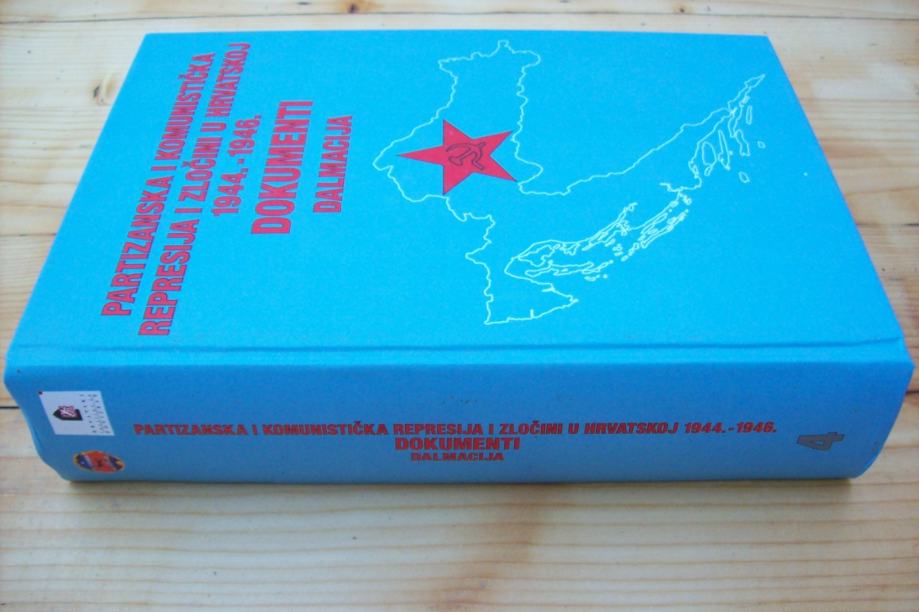 PARTIZANSKA I KOMUNISTIČKA
REPRESIJA I ZLOČINI U HRVATSKOJ
1944.-1946.
DOKUMENTI
DALMACIJA
PARTIZANSKA I KOMUNISTIČKA REPRESIJA I ZLOČINI U HRVATSKOJ 1944.-1946.
DOKUMENTI
DALMACIJA
4